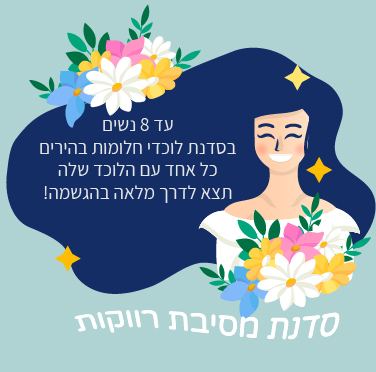 עד 8 נשים
בסדנת לוכדי חלומות בהירים
כל אחד עם הלוכד שלה
תצא לדרך מלאה בהגשמה!
סדנת מסיבת רווקות